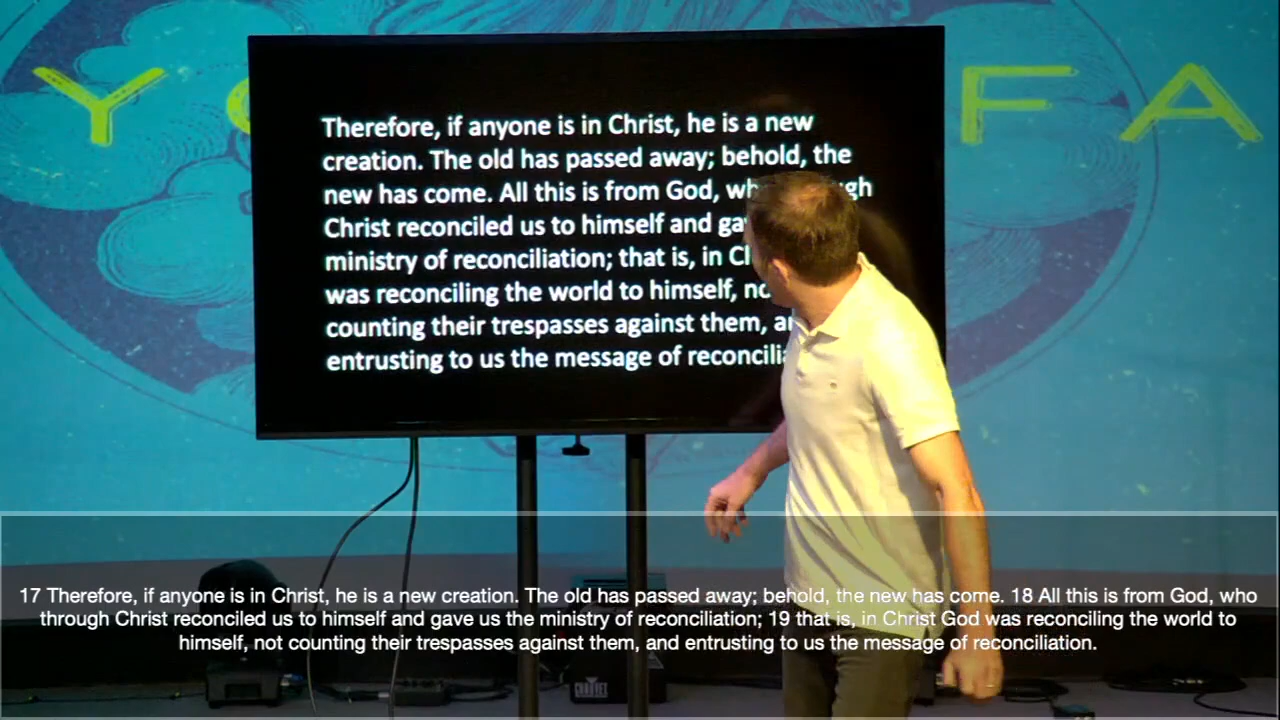 Y
F A
Therefore, if anyone is in Christ, he is a new
creation. The old has passed away; behold, the
new has come. All this is from God,
Christ reconciled us to himself and
ministry of reconciliation; that is, in
was reconciling the world to himself,
counting their trespasses against them,
entrusting to us the message of
17 Therefore, if anyone is in Christ, he is a new creation. The old has passed away; behold, the new has come. 18 All this is from God, who
through Christ reconciled us to himself and gave us the ministry of reconciliation; 19 that is, in Christ God was reconciling the world to
himself, not counting their trespasses against them, and entrusting to us the message of reconciliation.
CHAUVET